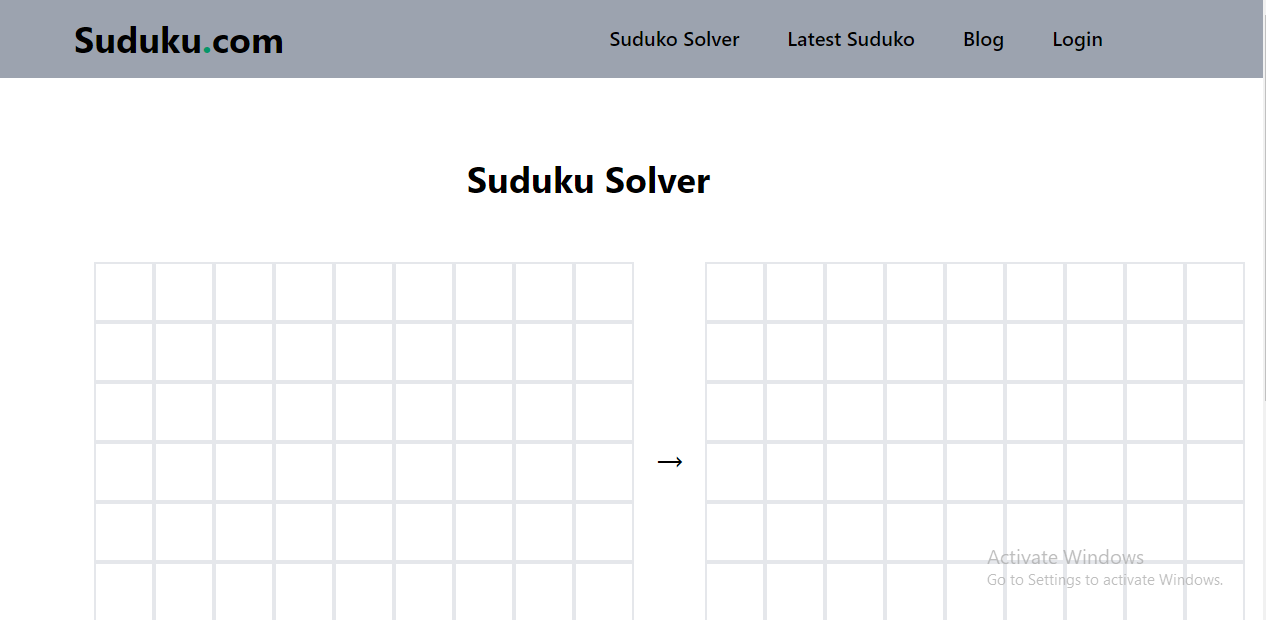 Suduku.com
Suduko Solver Latest Suduko Blog Login
Suduku Solver
→
Activate Windows
Go to Settings to activate Windows.